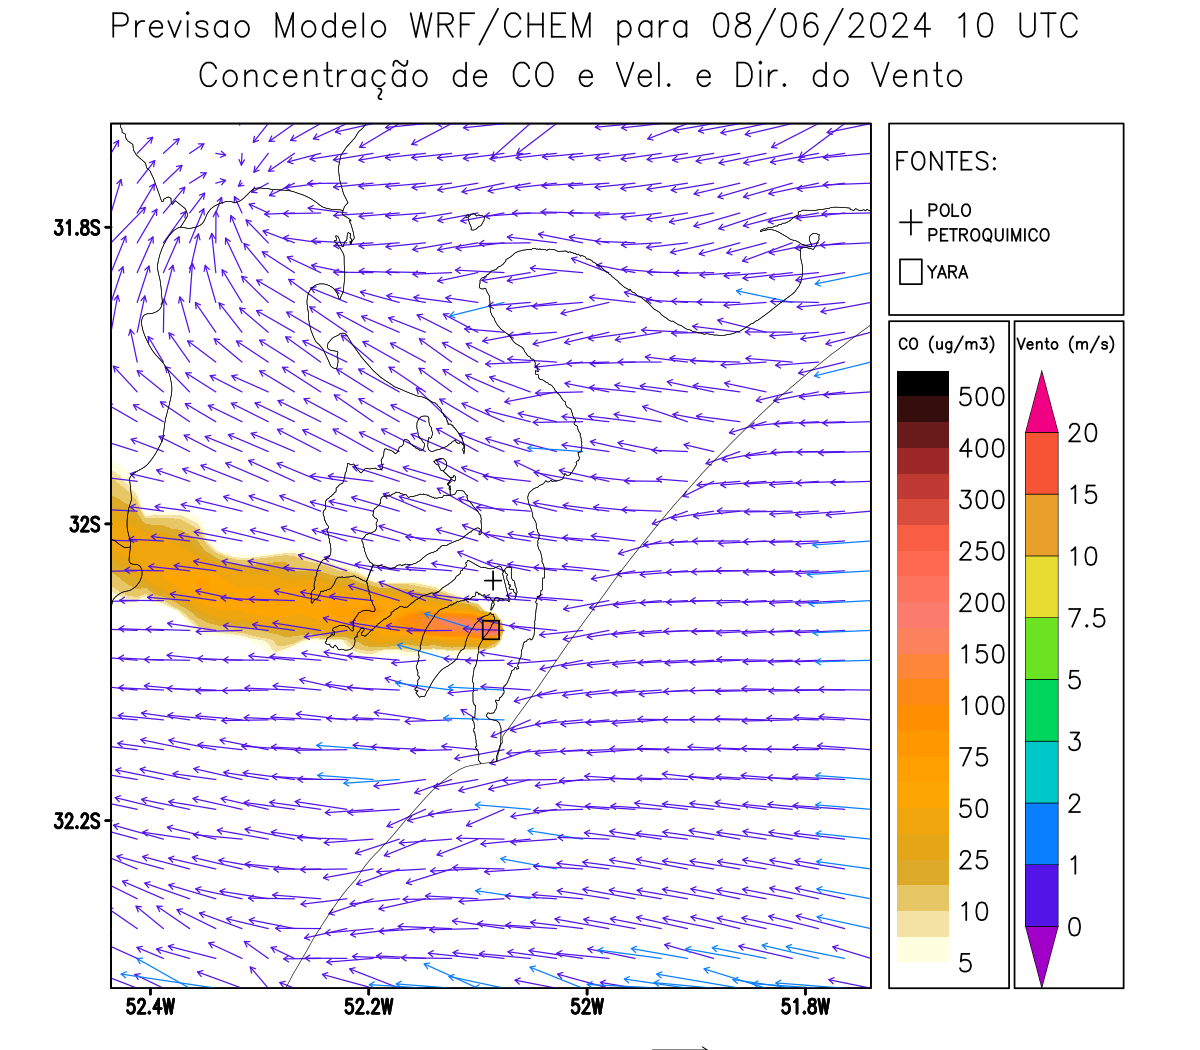 Previsao Modelo WRF/CHEM para 08/06/2024 10 UTC
Concentração de CO e Vel. e Dir. do Vento
FONTES:
POLO
PETROQUIMICO
YARA
CO (ug/m3)
500
400
300
250
200
150
100
75
50
25
10
5
Vento (m/s)
20
15
10
7.5
5
3
2
1
0
31.8S
32S
32.2S
52.4W
52.2W
52W
51.8W